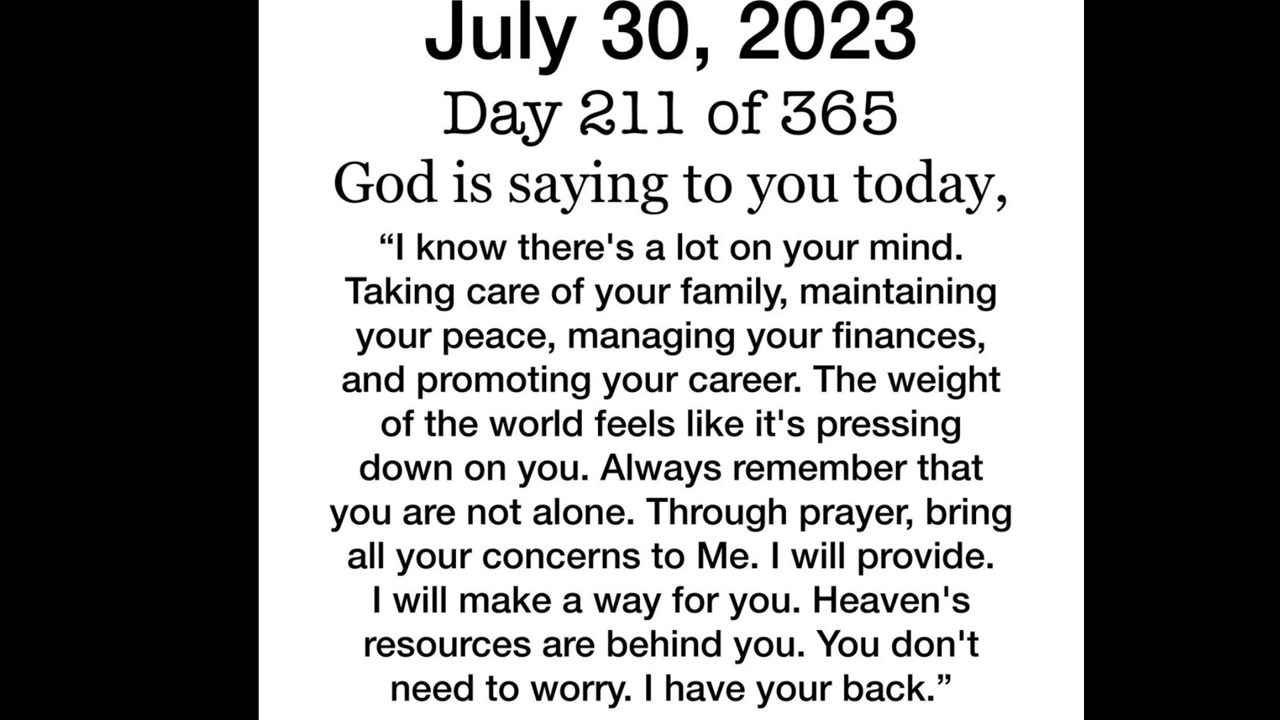 July 30, 2023
Day 211 of 365
God is saying to you today,
“I know there's a lot on your mind.
Taking care of your family, maintaining
your peace, managing your finances,
and promoting your career. The weight
of the world feels like it's pressing
down on you. Always remember that
you are not alone. Through prayer, bring
all your concerns to Me. I will provide.
I will make a way for you. Heaven's
resources are behind you. You don't
need to worry. I have your back.”